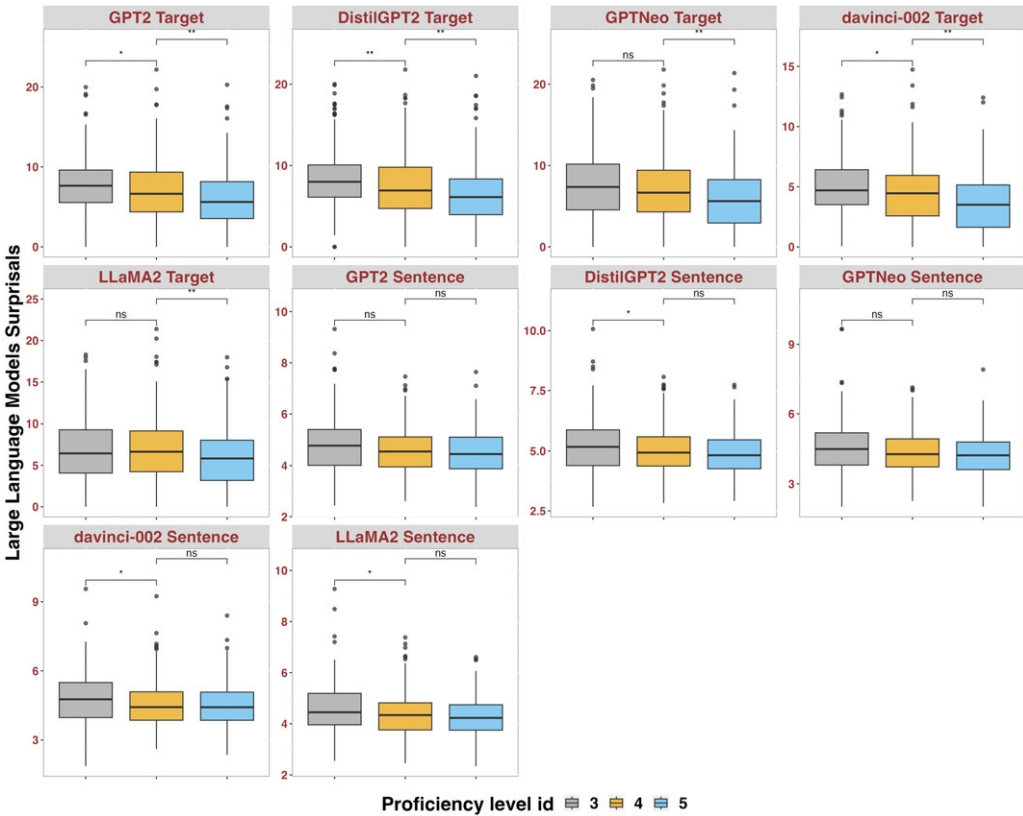 GPT2 Target
DistilGPT2 Target
GPTNeo Target
davinci-002 Target
**
**
**
**
*
**
ns
*
20
10
0
20
10
0
20
10
0
15
10
5
0
Large Language Models Surprisals
LLaMA2 Target
GPT2 Sentence
DistilGPT2 Sentence
GPTNeo Sentence
**
ns
ns
ns
ns
ns
*
ns
25
20
15
10
5
0
10
8
6
4
2
10.0
7.5
5.0
2.5
9
6
3
davinci-002 Sentence
LLaMA2 Sentence
ns
ns
*
*
9
6
3
10
8
6
4
2
Proficiency level id 3 4 5